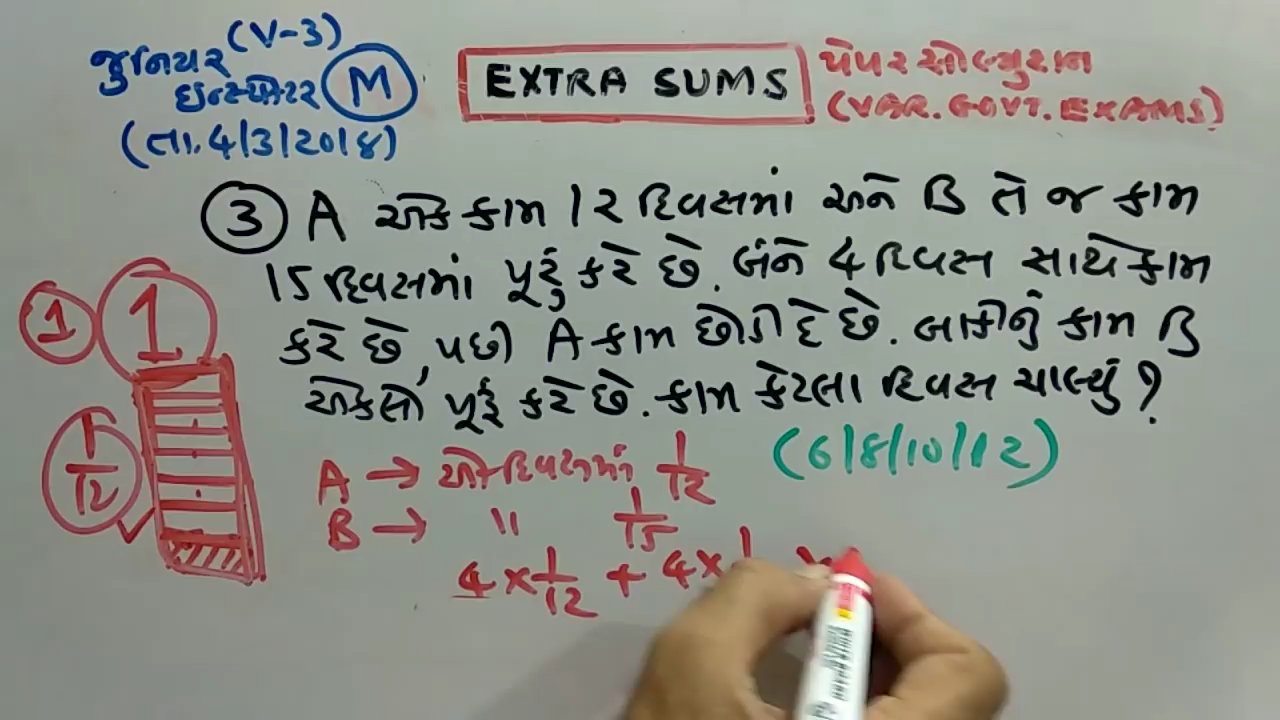 જુનિયર (V-3)
ઇન્સ્પેક્ટર M
(તા. 4/3/2018)
EXTRA SUMS
પેપર સોલ્યુશન
(VAR. GOVT. EXAMS)
3 A એક કામ 12 દિવસમાં અને B તે જ કામ
15 દિવસમાં પૂરું કરે છે. બંને 4 દિવસ સાથે કામ
કરે છે, પછી A કામ છોડી દે છે. બાકીનું કામ B
એકલો પૂરું કરે છે. કામ કેટલા દિવસ ચાલ્યું?
(6/8/10/12)
1 1
1/12
A → એક દિવસમાં 1/12
B → " 1/15
4 × 1/12 + 4 ×